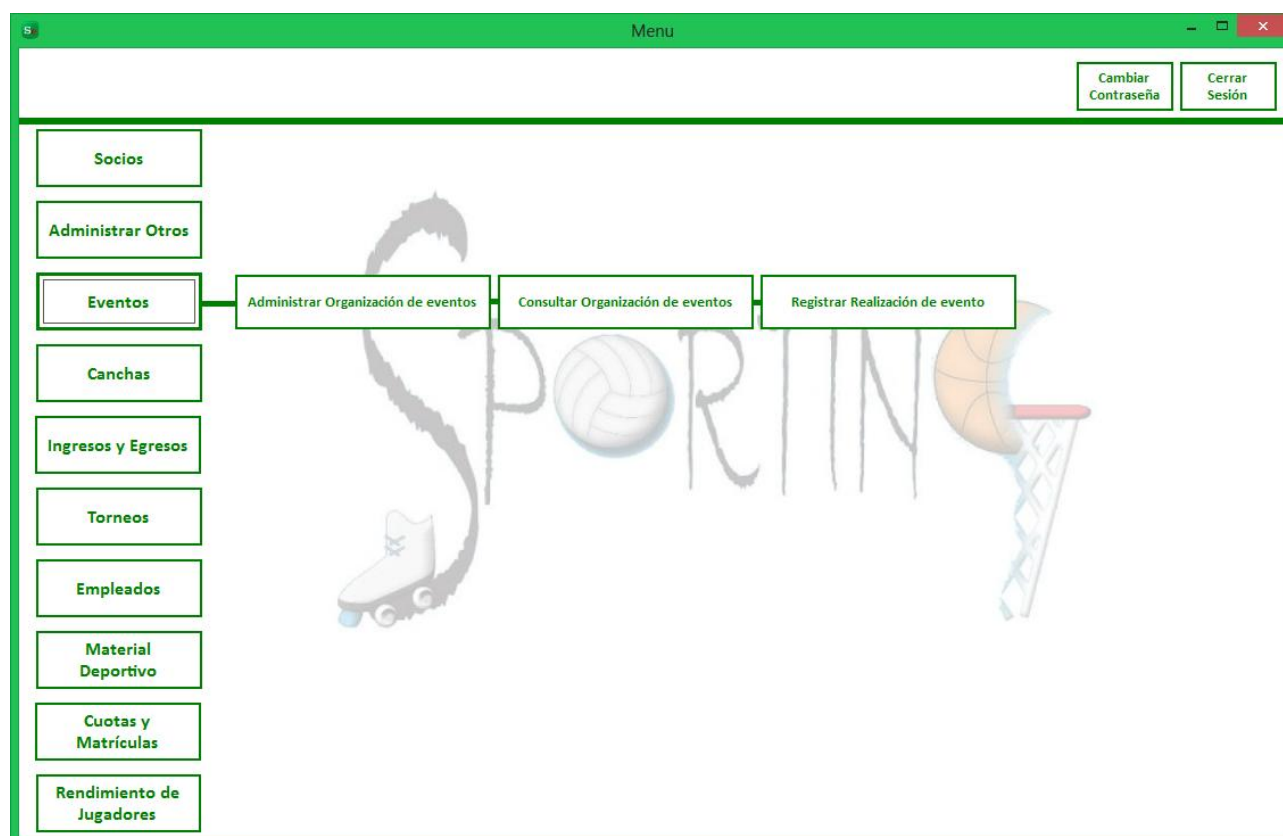 S
Menu
Cambiar
Contraseña
Cerrar
Sesión
Socios
Administrar Otros
Eventos
Administrar Organización de eventos
Consultar Organización de eventos
Registrar Realización de evento
Canchas
Ingresos y Egresos
Torneos
Empleados
Material
Deportivo
Cuotas y
Matrículas
Rendimiento de
Jugadores
SPORTING